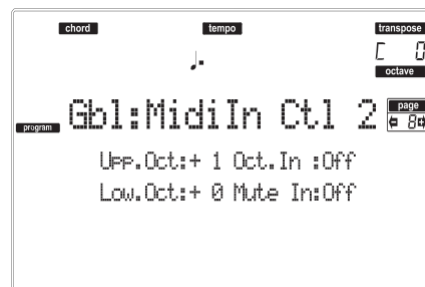 chord tempo transpose
C 0
octave
program Gbl:MidiIn Ctl 2 page
8
Upp.Oct:+ 1 Oct.In :Off
Low.Oct:+ 0 Mute In:Off